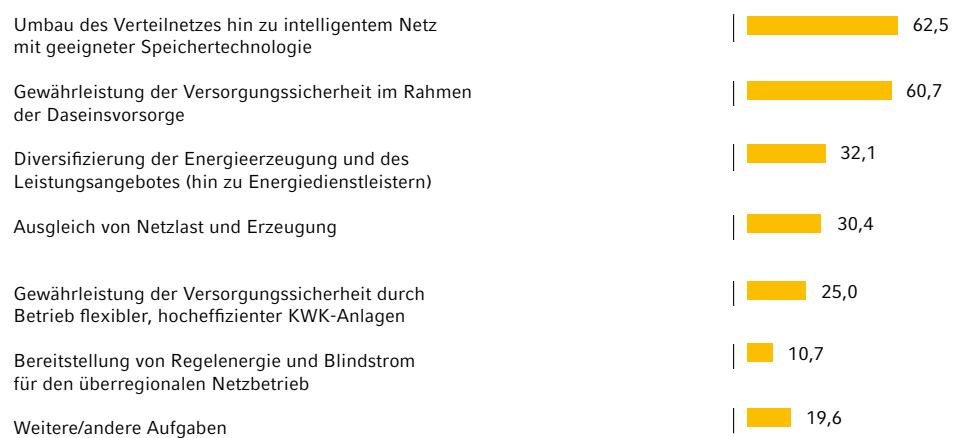 Umbau des Verteilnetzes hin zu intelligentem Netz
mit geeigneter Speichertechnologie
62,5
Gewährleistung der Versorgungssicherheit im Rahmen
der Daseinsvorsorge
60,7
Diversifizierung der Energieerzeugung und des
Leistungsangebotes (hin zu Energiedienstleistern)
32,1
Ausgleich von Netzlast und Erzeugung
30,4
Gewährleistung der Versorgungssicherheit durch
Betrieb flexibler, hocheffizienter KWK-Anlagen
25,0
Bereitstellung von Regelenergie und Blindstrom
für den überregionalen Netzbetrieb
10,7
Weitere/andere Aufgaben
19,6